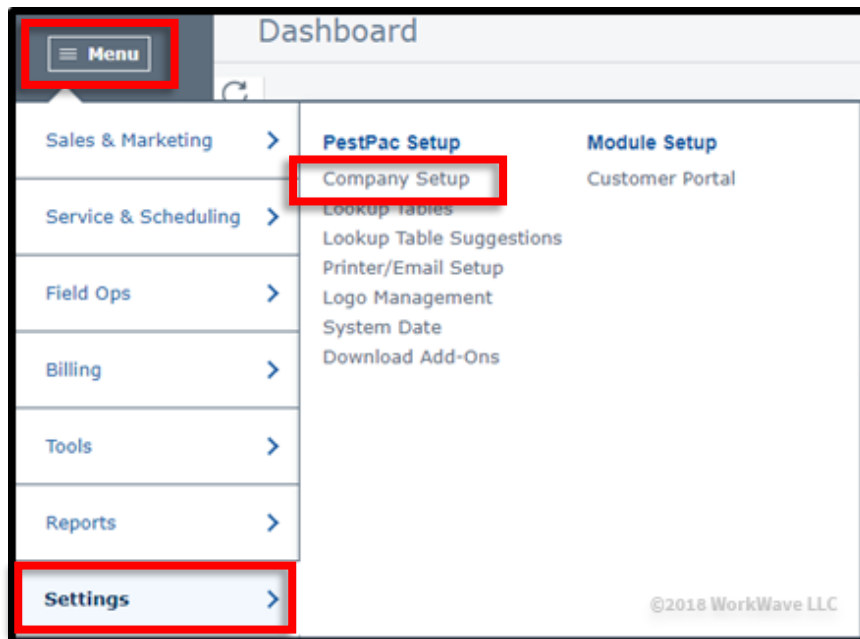 Dashboard
≡ Menu
Sales & Marketing
Service & Scheduling
Field Ops
Billing
Tools
Reports
Settings
PestPac Setup
Company Setup
Lookup Tables
Lookup Table Suggestions
Printer/Email Setup
Logo Management
System Date
Download Add-Ons
Module Setup
Customer Portal
©2018 WorkWave LLC